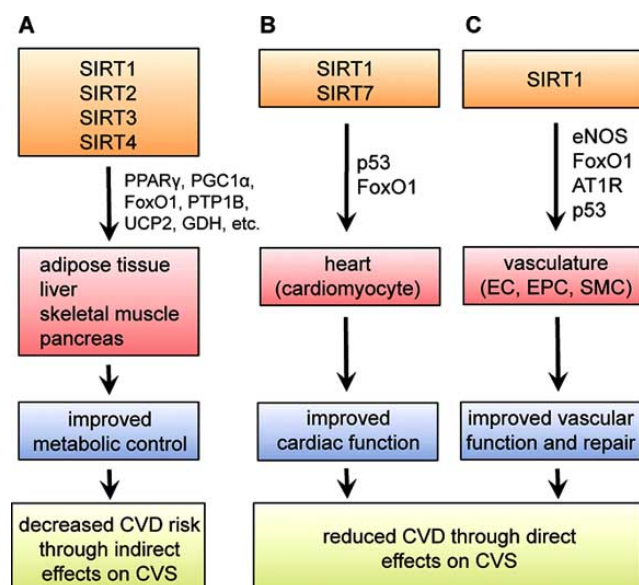 A
SIRT1
SIRT2
SIRT3
SIRT4
PPARγ, PGC1α,
FoxO1, PTP1B,
UCP2, GDH, etc.
adipose tissue
liver
skeletal muscle
pancreas
improved
metabolic control
decreased CVD risk
through indirect
effects on CVS
B
SIRT1
SIRT7
p53
FoxO1
heart
(cardiomyocyte)
improved
cardiac function
C
SIRT1
eNOS
FoxO1
AT1R
p53
vasculature
(EC, EPC, SMC)
improved vascular
function and repair
reduced CVD through direct
effects on CVS